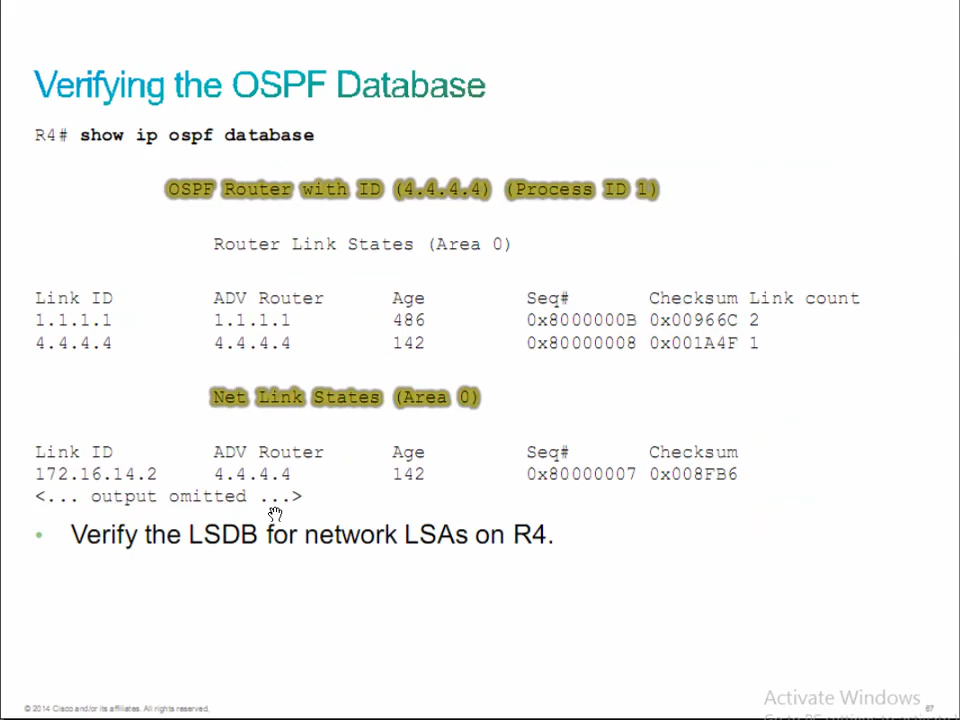 Verifying the OSPF Database
R4# show ip ospf database
OSPF Router with ID (4.4.4.4) (Process ID 1)
Router Link States (Area 0)
Link ID ADV Router Age Seq# Checksum Link count
1.1.1.1 1.1.1.1 486 0x8000000B 0x00966C 2
4.4.4.4 4.4.4.4 142 0x80000008 0x001A4F 1
Net Link States (Area 0)
Link ID ADV Router Age Seq# Checksum
172.16.14.2 4.4.4.4 142 0x80000007 0x008FB6
<... output omitted ...>
• Verify the LSDB for network LSAs on R4.
Activate Windows
© 2014 Cisco and/or its affiliates. All rights reserved. 67